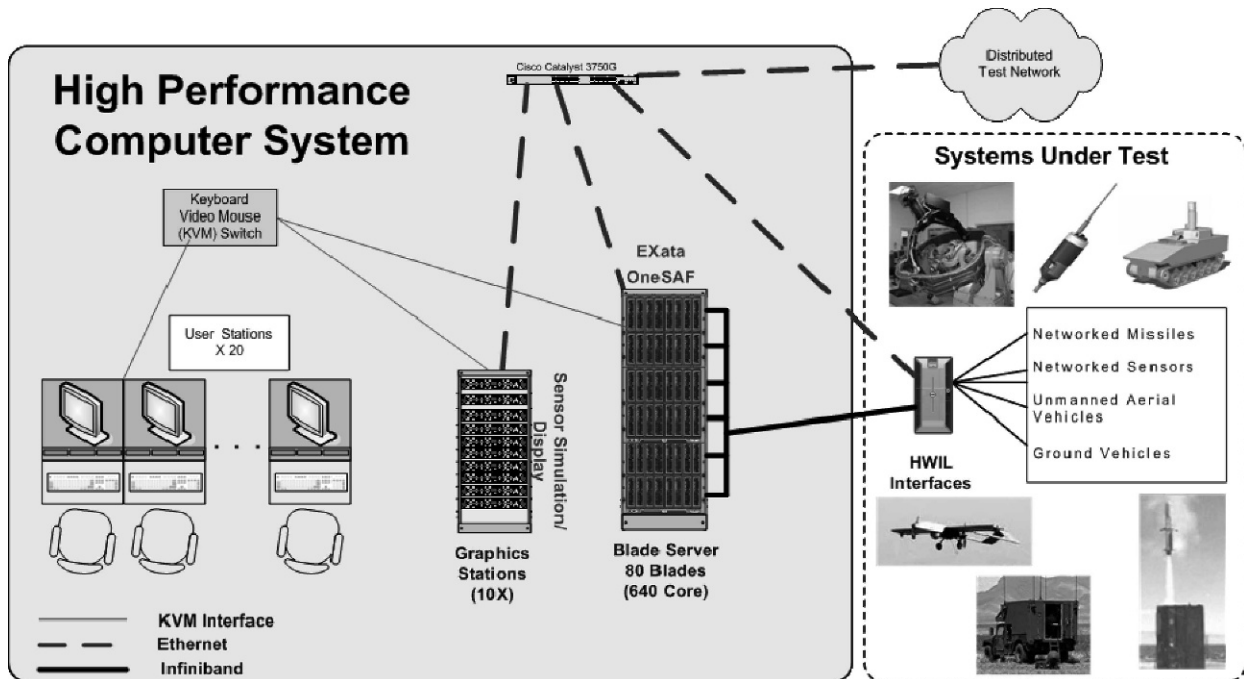 High Performance
Computer System
Cisco Catalyst 3750G
Distributed
Test Network
Systems Under Test
Keyboard
Video Mouse
(KVM) Switch
User Stations
X 20
EXata
OneSAF
Sensor Simulation/
Display
Networked Missiles
Networked Sensors
Unmanned Aerial
Vehicles
Ground Vehicles
HWIL
Interfaces
Graphics
Stations
(10X)
Blade Server
80 Blades
(640 Core)
KVM Interface
Ethernet
Infiniband